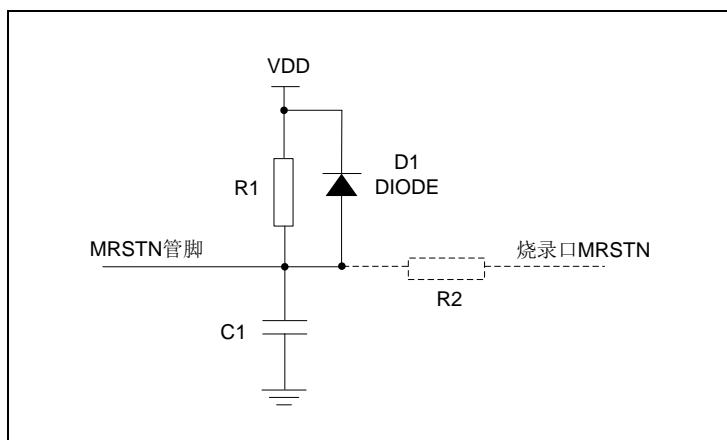 VDD
D1
DIODE
R1
MRSTN管脚
烧录口MRSTN
R2
C1